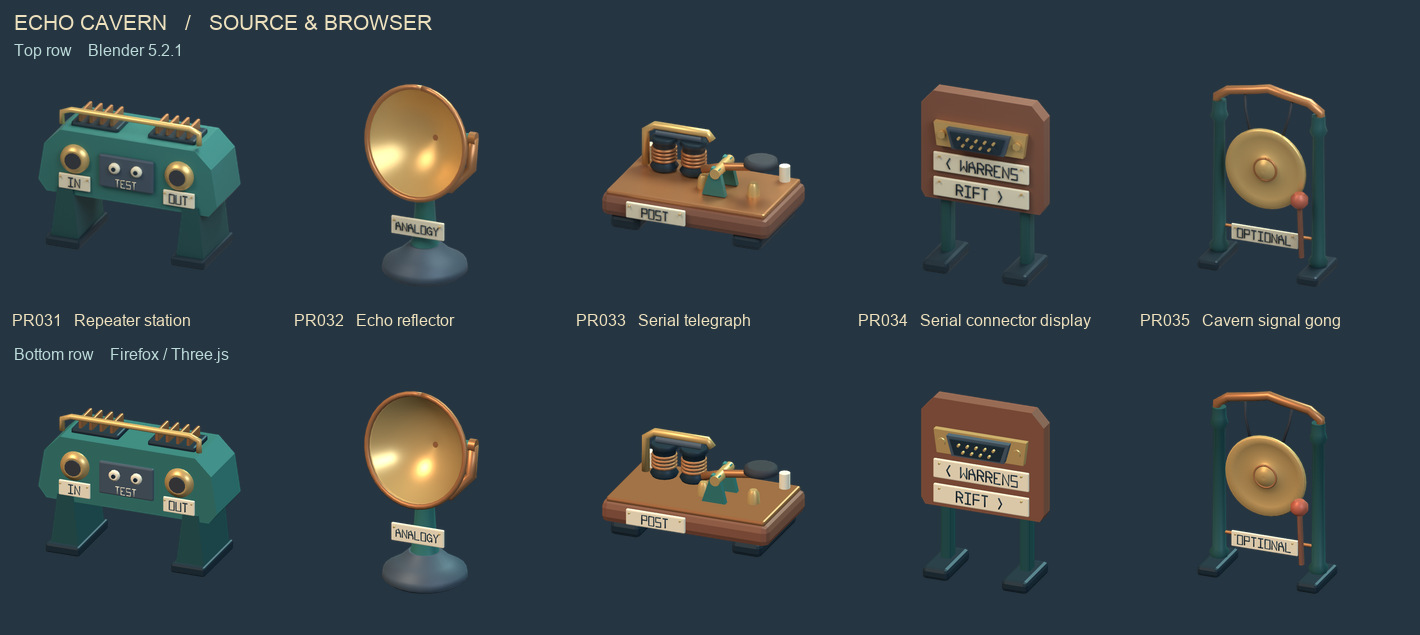 ECHO CAVERN / SOURCE & BROWSER
Top row Blender 5.2.1
IN
TEST
OUT
ANALOGY
POST
< WARRENS
RIFT >
OPTIONAL
PR031 Repeater station
PR032 Echo reflector
PR033 Serial telegraph
PR034 Serial connector display
PR035 Cavern signal gong
Bottom row Firefox / Three.js
IN
TEST
OUT
ANALOGY
POST
< WARRENS
RIFT >
OPTIONAL